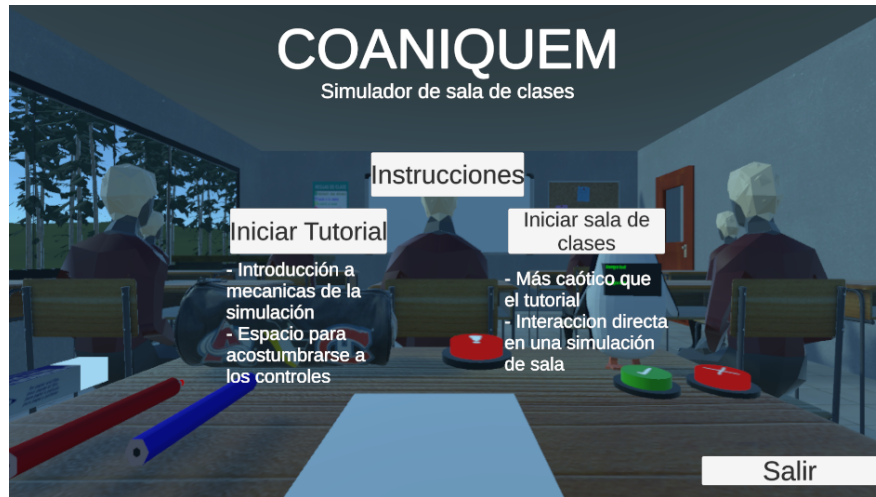 COANIQUEM
Simulador de sala de clases
Instrucciones
Iniciar Tutorial
- Introducción a
mecanicas de la
simulación
- Espacio para
acostumbrarse a
los controles
Iniciar sala de
clases
- Más caótico que
el tutorial
- Interaccion directa
en una simulación
de sala
Salir